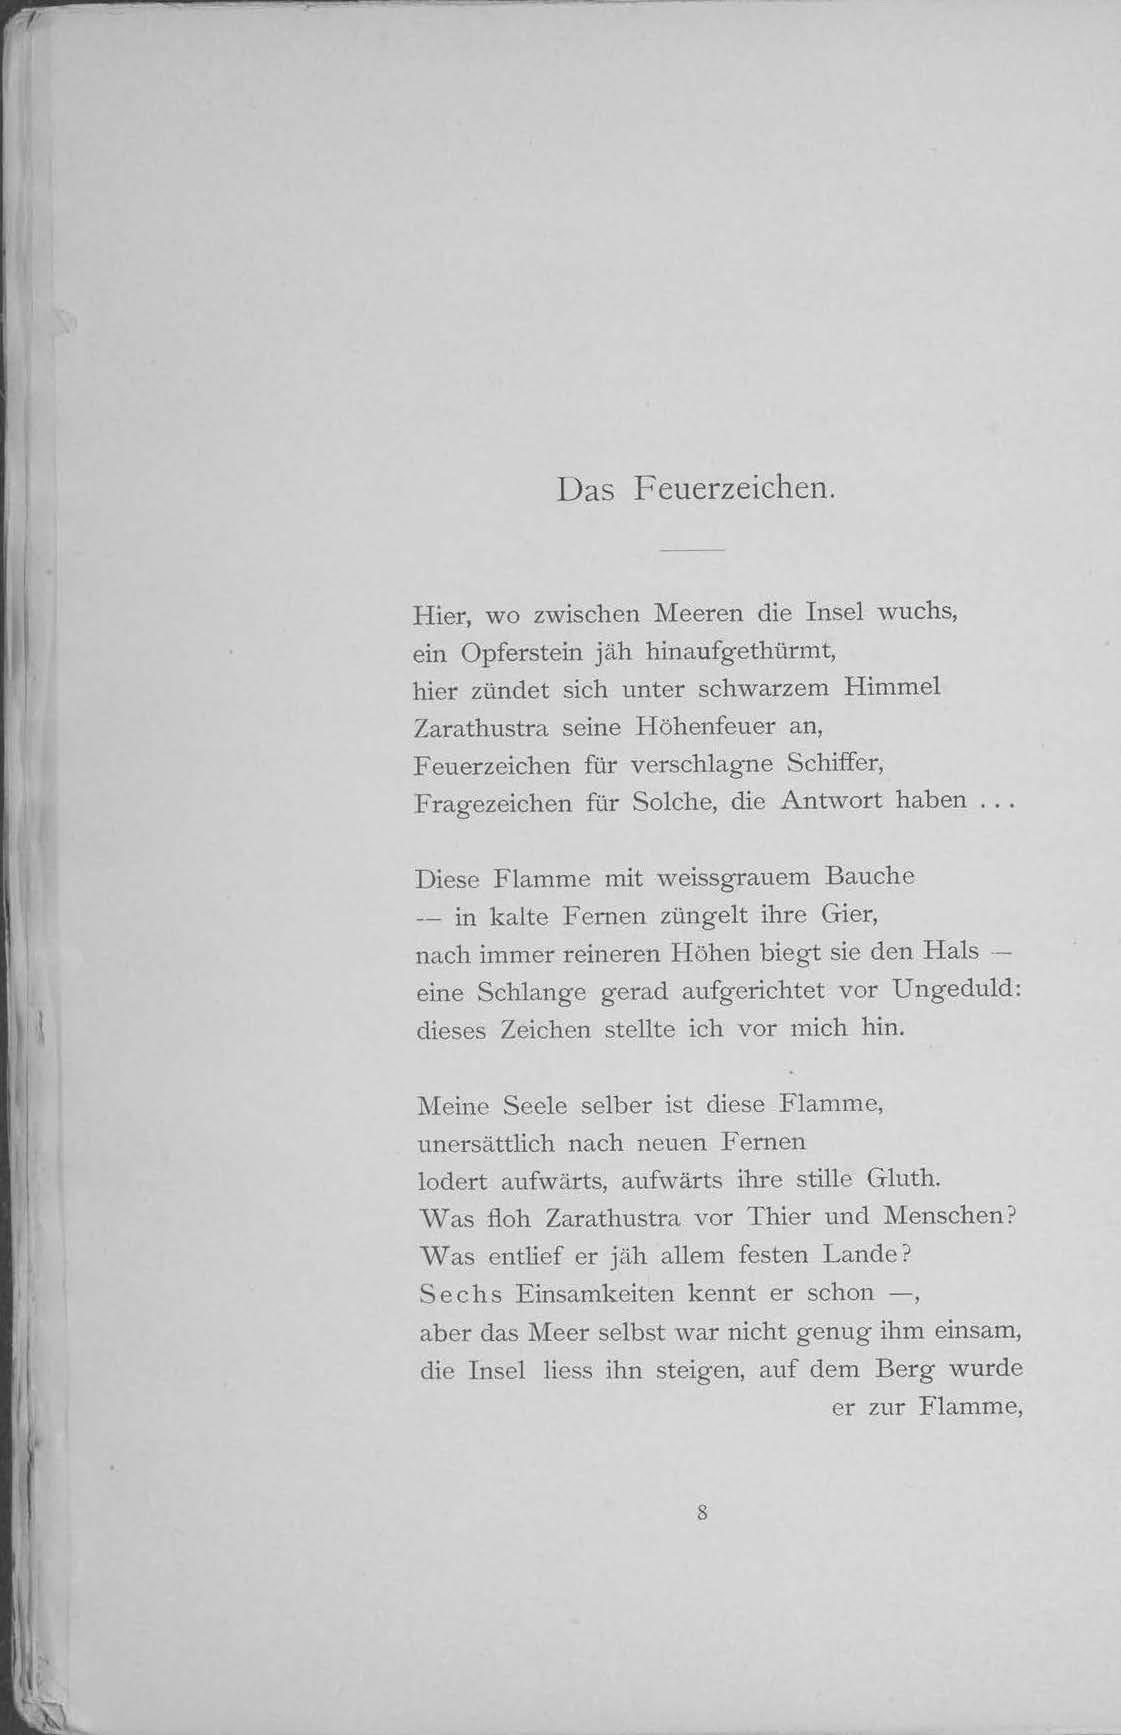 Das Feuerzeichen.
Hier, wo zwischen Meeren die Insel wuchs,
ein Opferstein jäh hinaufgethürmt,
hier zündet sich unter schwarzem Himmel
Zarathustra seine Höhenfeuer an,
Feuerzeichen für verschlagne Schiffer,
Fragezeichen für Solche, die Antwort haben . . .
Diese Flamme mit weissgrauem Bauche
— in kalte Fernen züngelt ihre Gier,
nach immer reineren Höhen biegt sie den Hals —
eine Schlange gerad aufgerichtet vor Ungeduld:
dieses Zeichen stellte ich vor mich hin.
Meine Seele selber ist diese Flamme,
unersättlich nach neuen Fernen
lodert aufwärts, aufwärts ihre stille Gluth.
Was floh Zarathustra vor Thier und Menschen?
Was entlief er jäh allem festen Lande?
Sechs Einsamkeiten kennt er schon —,
aber das Meer selbst war nicht genug ihm einsam,
die Insel liess ihn steigen, auf dem Berg wurde
er zur Flamme,
8